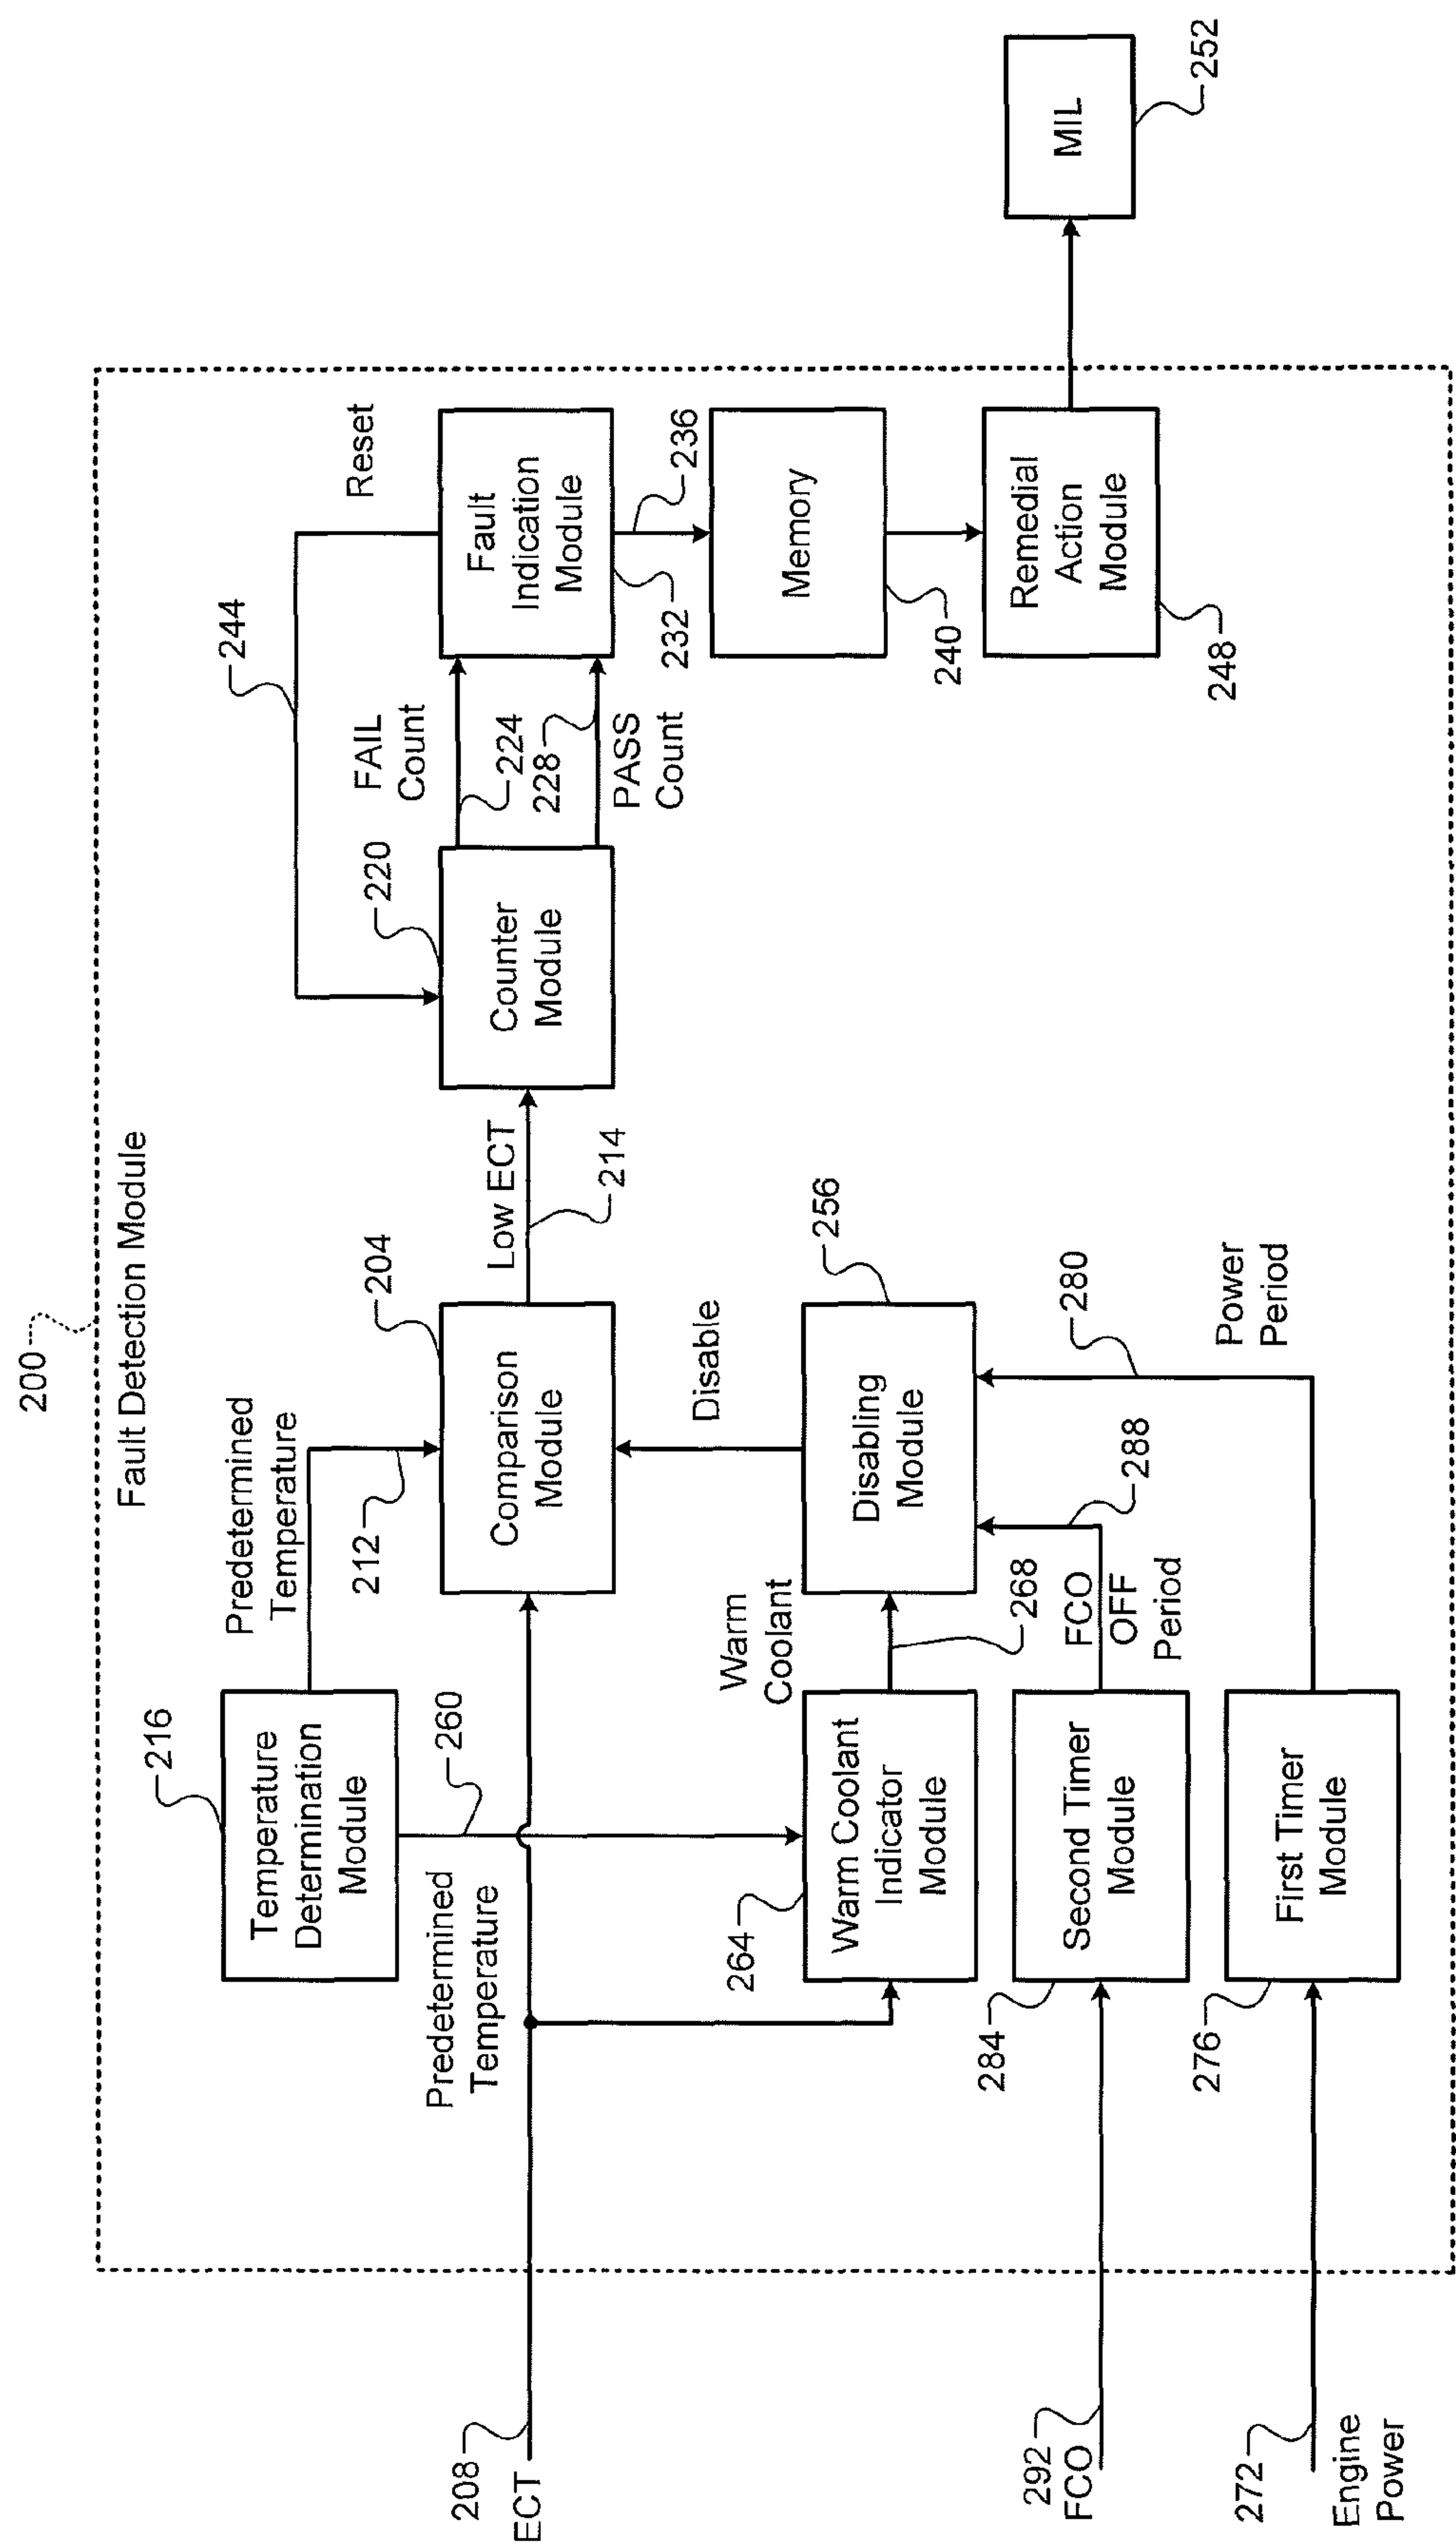 200
Fault Detection Module
Predetermined
Temperature
212
216
Temperature
Determination
Module
204
Comparison
Module
Low ECT
214
220
Counter
Module
244
Reset
FAIL
Count
224
228
PASS
Count
Fault
Indication
Module
232
236
Memory
240
Remedial
Action
Module
248
MIL
252
208
ECT
Predetermined
Temperature
260
Disable
256
Disabling
Module
Warm
Coolant
268
264
Warm Coolant
Indicator
Module
FCO
OFF
Period
288
280
Power
Period
284
Second Timer
Module
276
First Timer
Module
292
FCO
272
Engine
Power